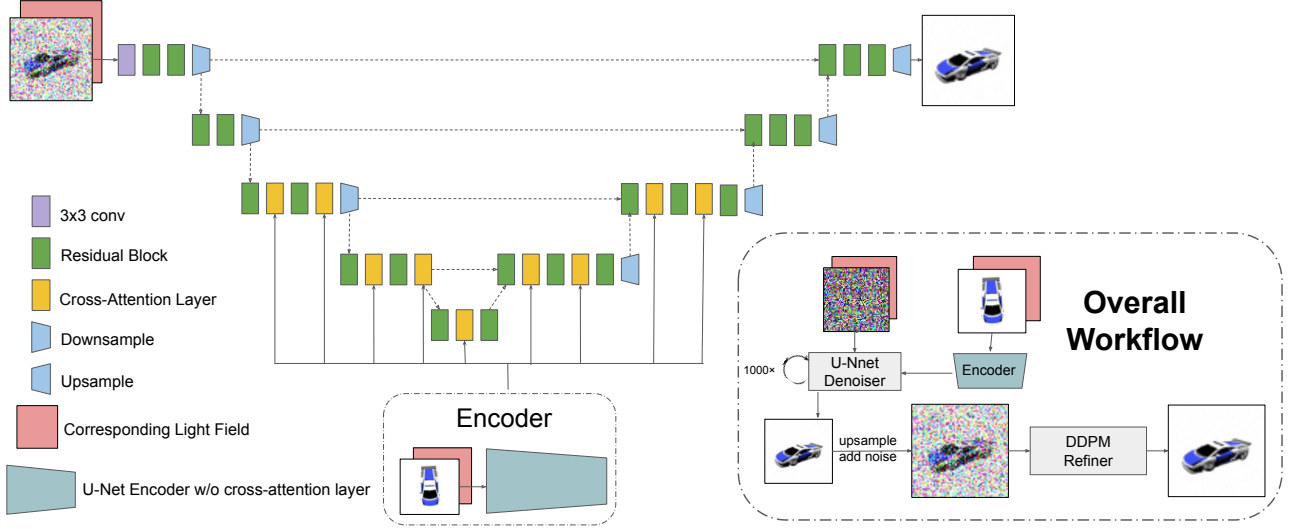 3x3 conv
Residual Block
Cross-Attention Layer
Downsample
Upsample
Corresponding Light Field
U-Net Encoder w/o cross-attention layer
Encoder
Overall
Workflow
1000×
U-Nnet
Denoiser
Encoder
upsample
add noise
DDPM
Refiner